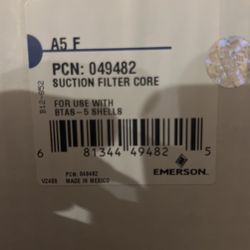 A5 F
PCN: 049482
SUCTION FILTER CORE
FOR USE WITH
BTAS-5 SHELLS
6 81344 49482 5
EMERSON.
PCN: 049482
MADE IN MEXICO